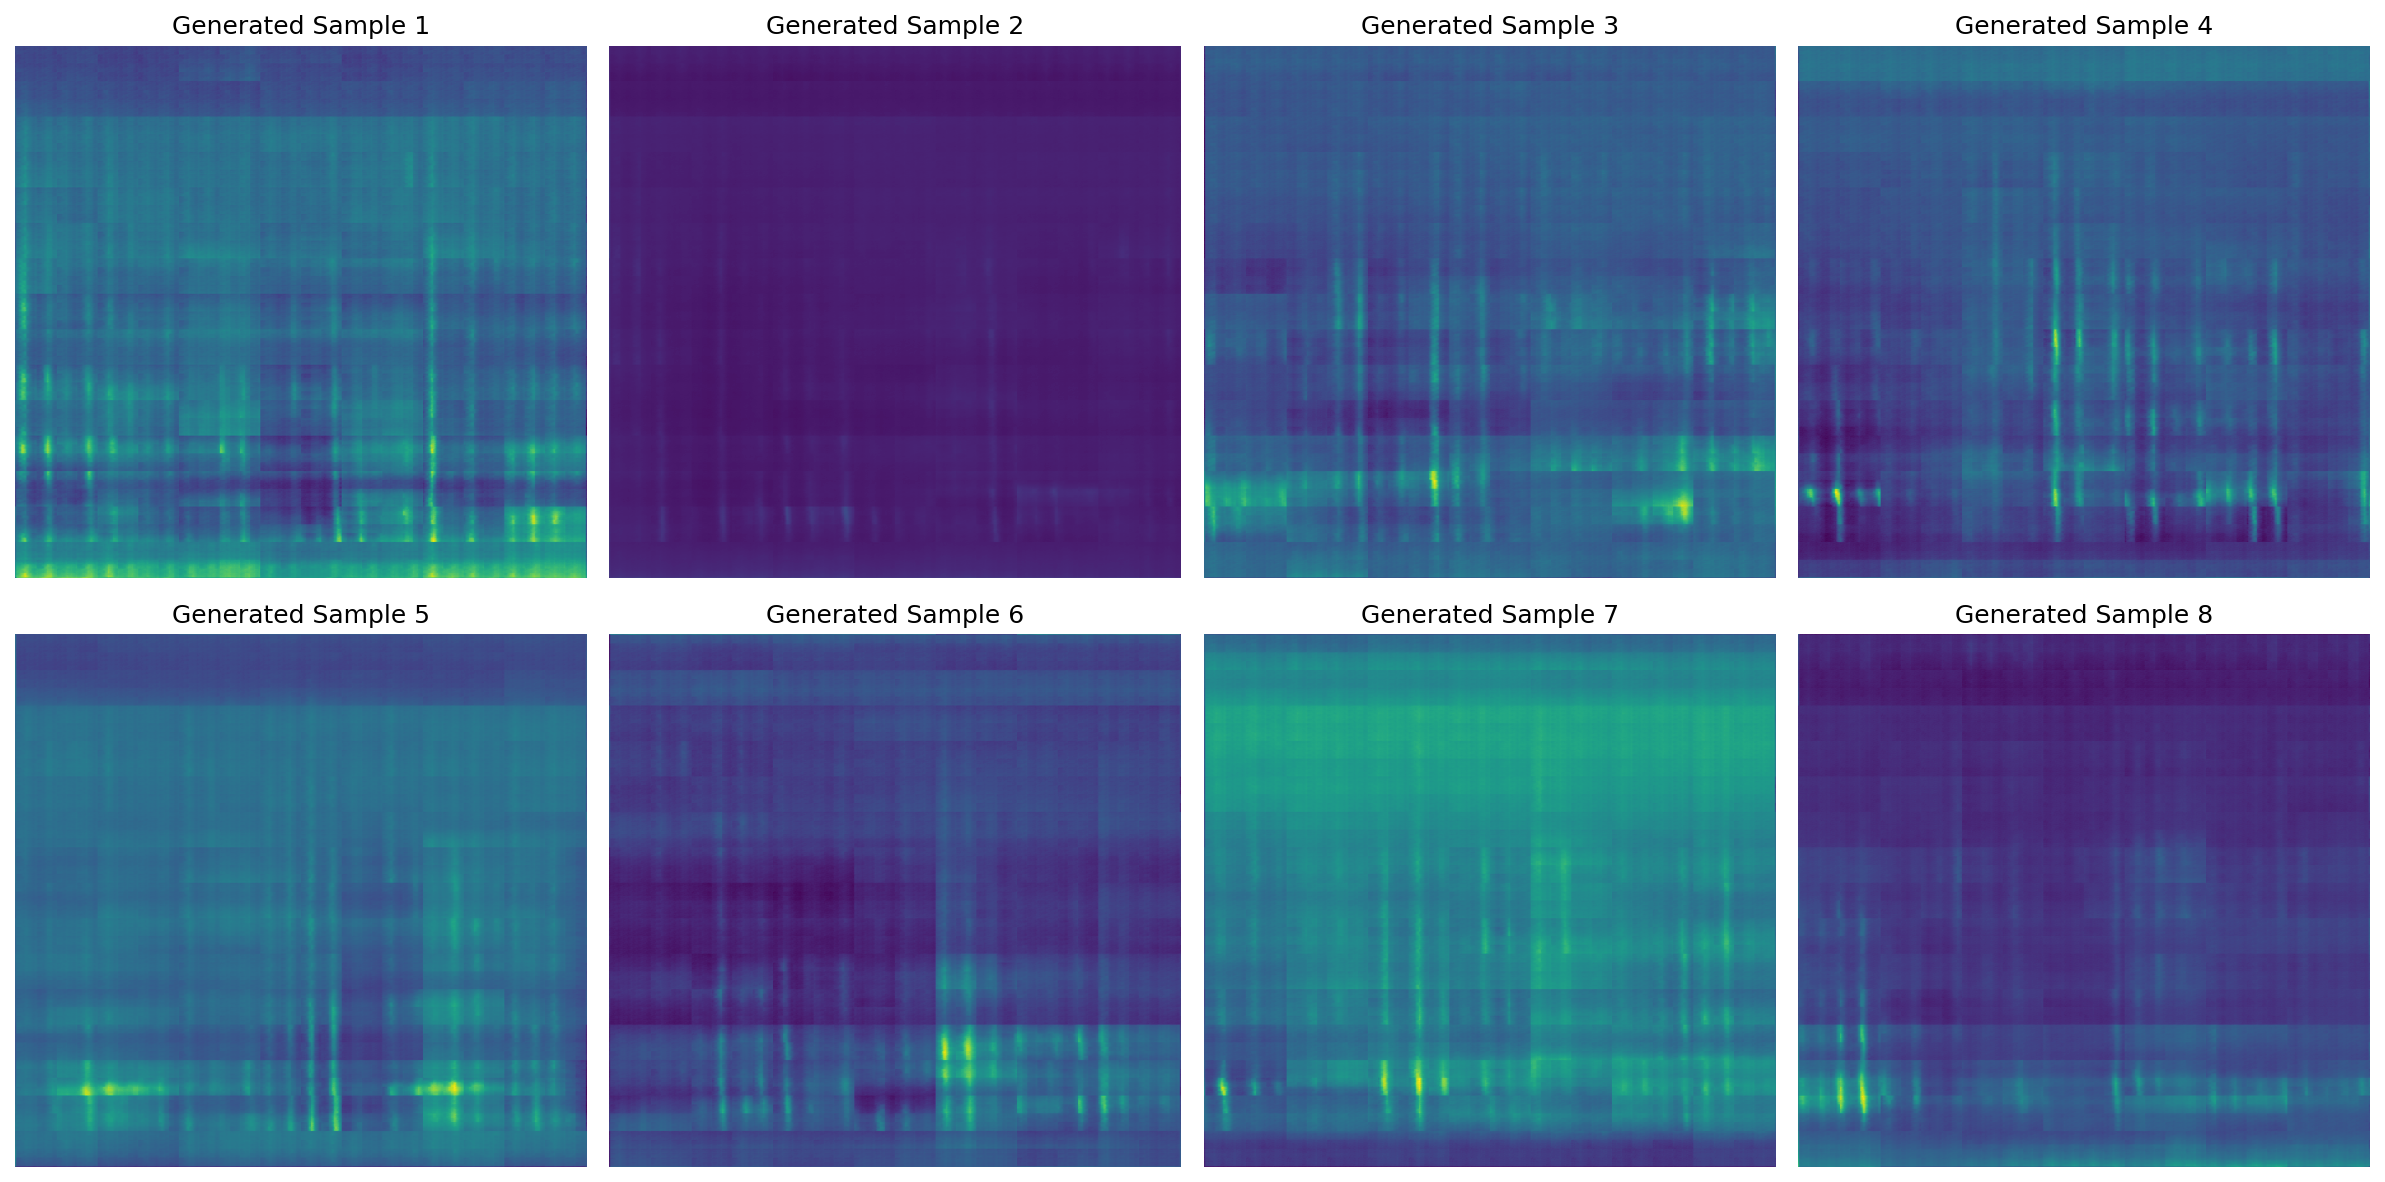 Generated Sample 1
Generated Sample 2
Generated Sample 3
Generated Sample 4
Generated Sample 5
Generated Sample 6
Generated Sample 7
Generated Sample 8